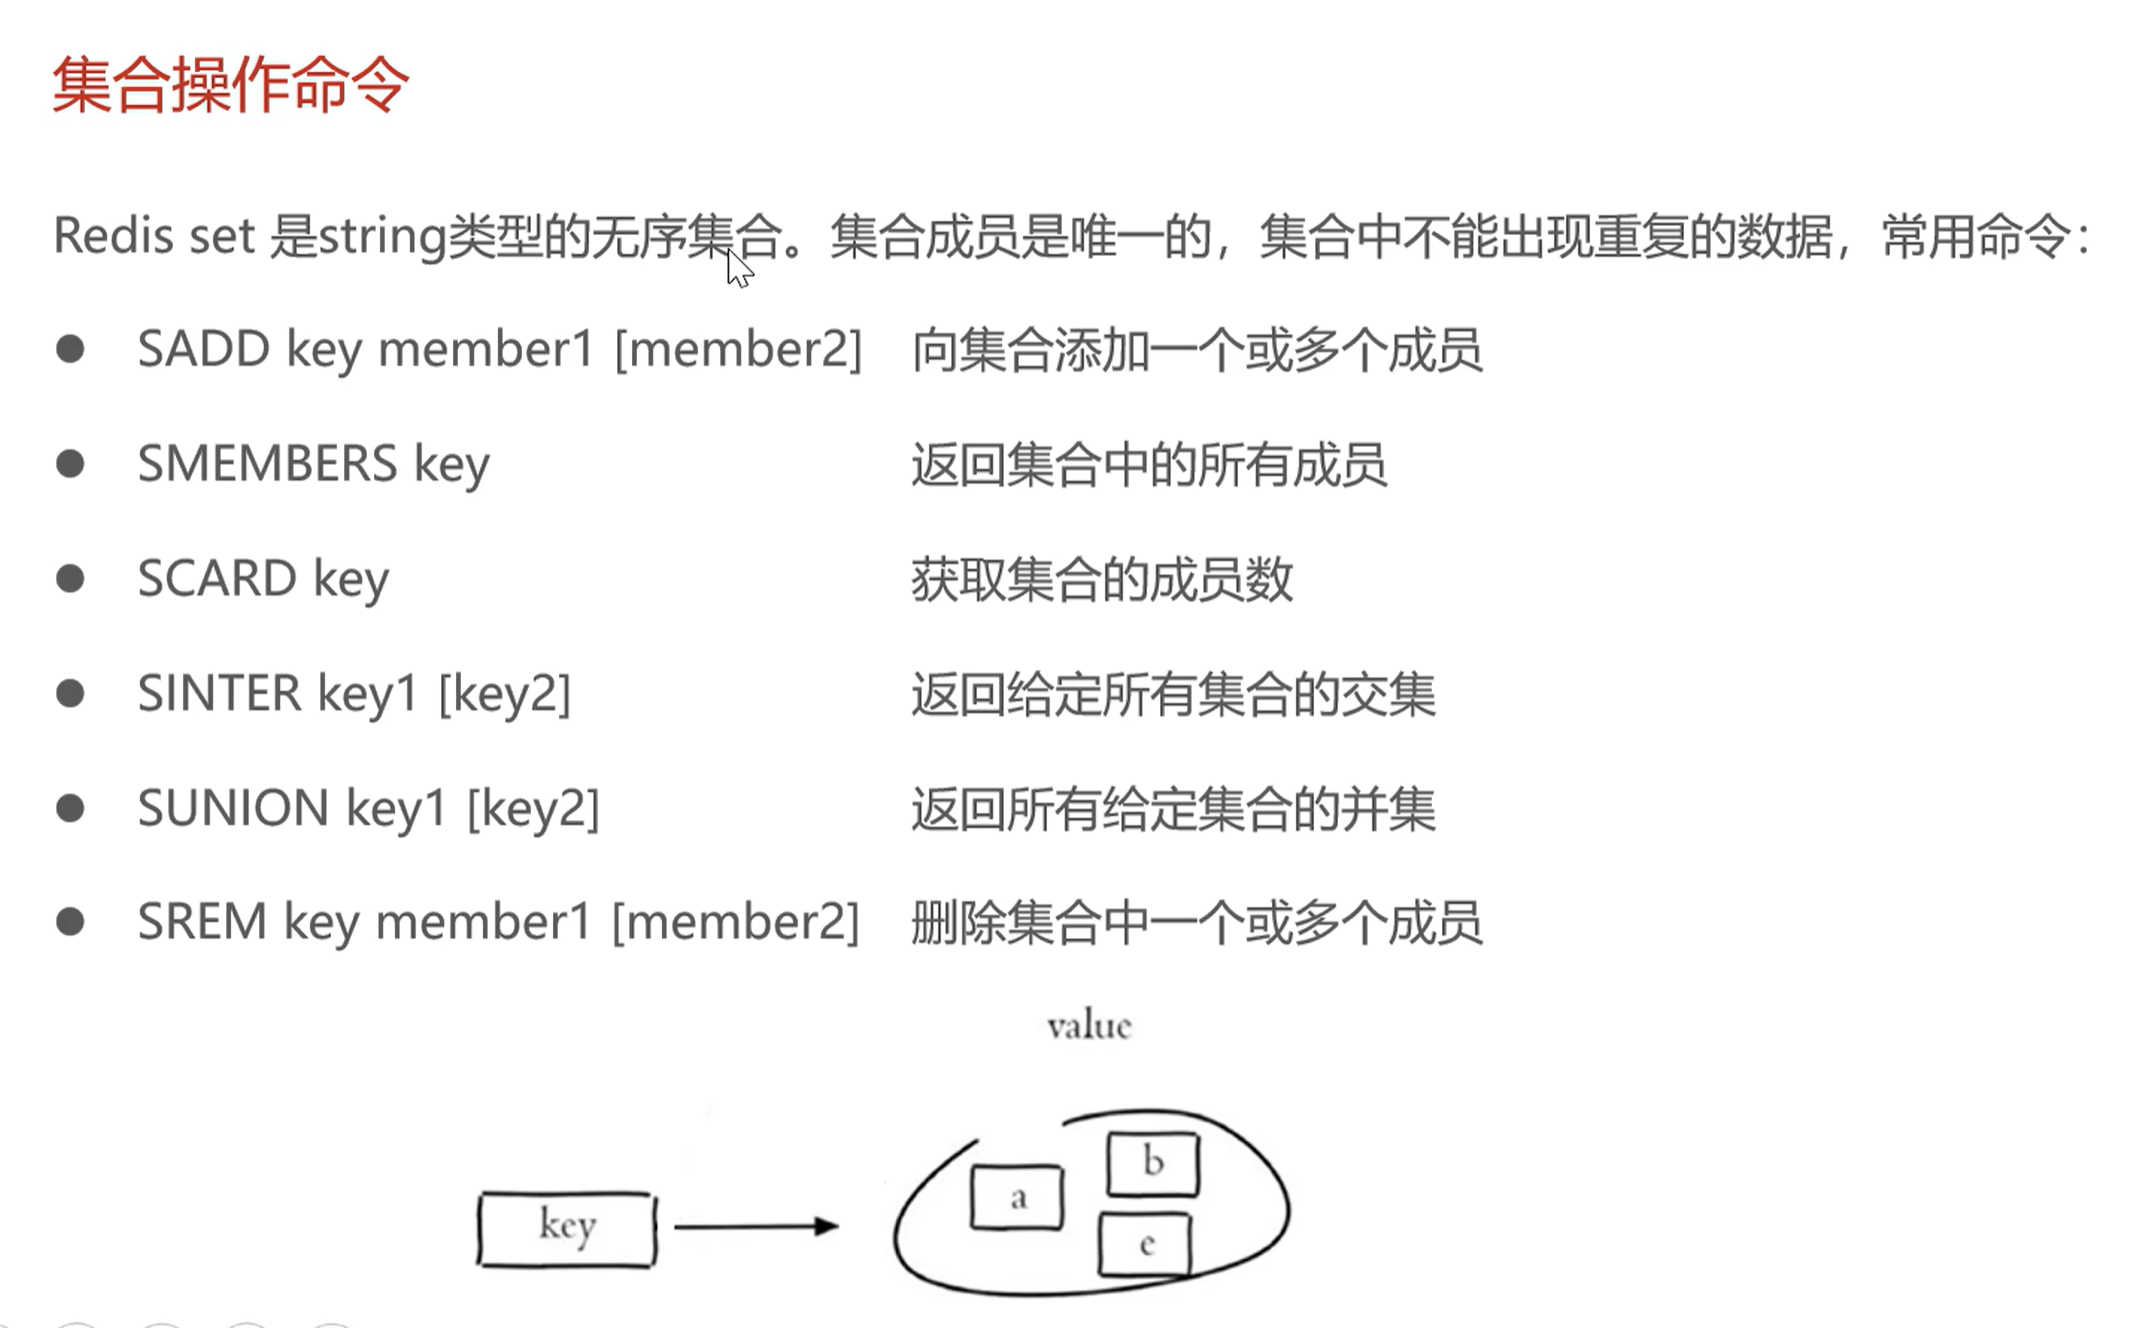 集合操作命令
Redis set 是string类型的无序集合。集合成员是唯一的，集合中不能出现重复的数据，常用命令：
● SADD key member1 [member2] 向集合添加一个或多个成员
● SMEMBERS key 返回集合中的所有成员
● SCARD key 获取集合的成员数
● SINTER key1 [key2] 返回给定所有集合的交集
● SUNION key1 [key2] 返回所有给定集合的并集
● SREM key member1 [member2] 删除集合中一个或多个成员
value
b
a
key
e